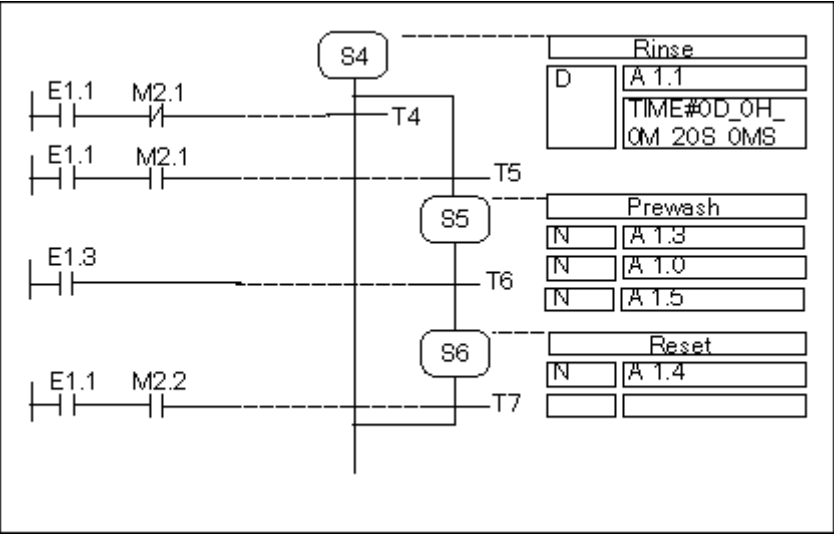 S4
Rinse
D
A 1.1
TIME#0D_0H_
0M_20S_0MS
E1.1 M2.1
T4
E1.1 M2.1
T5
S5
Prewash
N A 1.3
N A 1.0
N A 1.5
E1.3
T6
S6
Reset
N A 1.4
E1.1 M2.2
T7